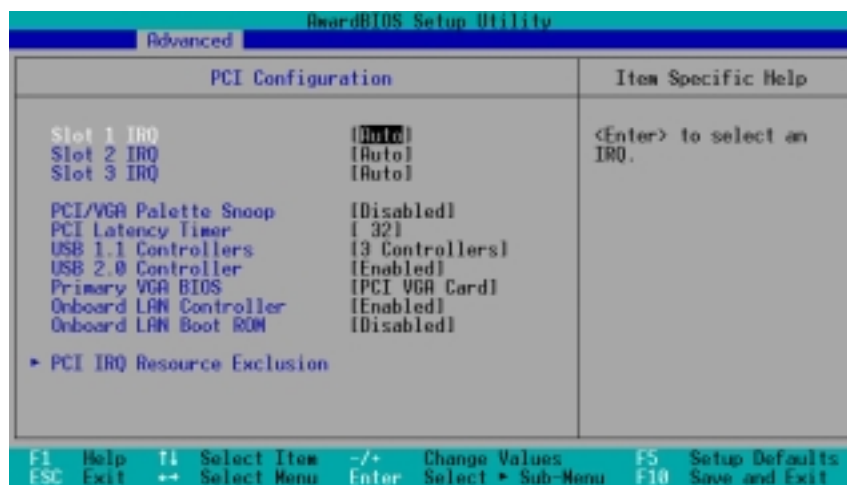 AwardBIOS Setup Utility
Advanced
PCI Configuration
Item Specific Help
Slot 1 IRQ [Auto]
Slot 2 IRQ [Auto]
Slot 3 IRQ [Auto]
<Enter> to select an
IRQ.
PCI/VGA Palette Snoop [Disabled]
PCI Latency Timer [ 32]
USB 1.1 Controllers [3 Controllers]
USB 2.0 Controller [Enabled]
Primary VGA BIOS [PCI VGA Card]
Onboard LAN Controller [Enabled]
Onboard LAN Boot ROM [Disabled]
► PCI IRQ Resource Exclusion
F1 Help ↑↓ Select Item -/+ Change Values F5 Setup Defaults
ESC Exit ↔ Select Menu Enter Select ► Sub-Menu F10 Save and Exit